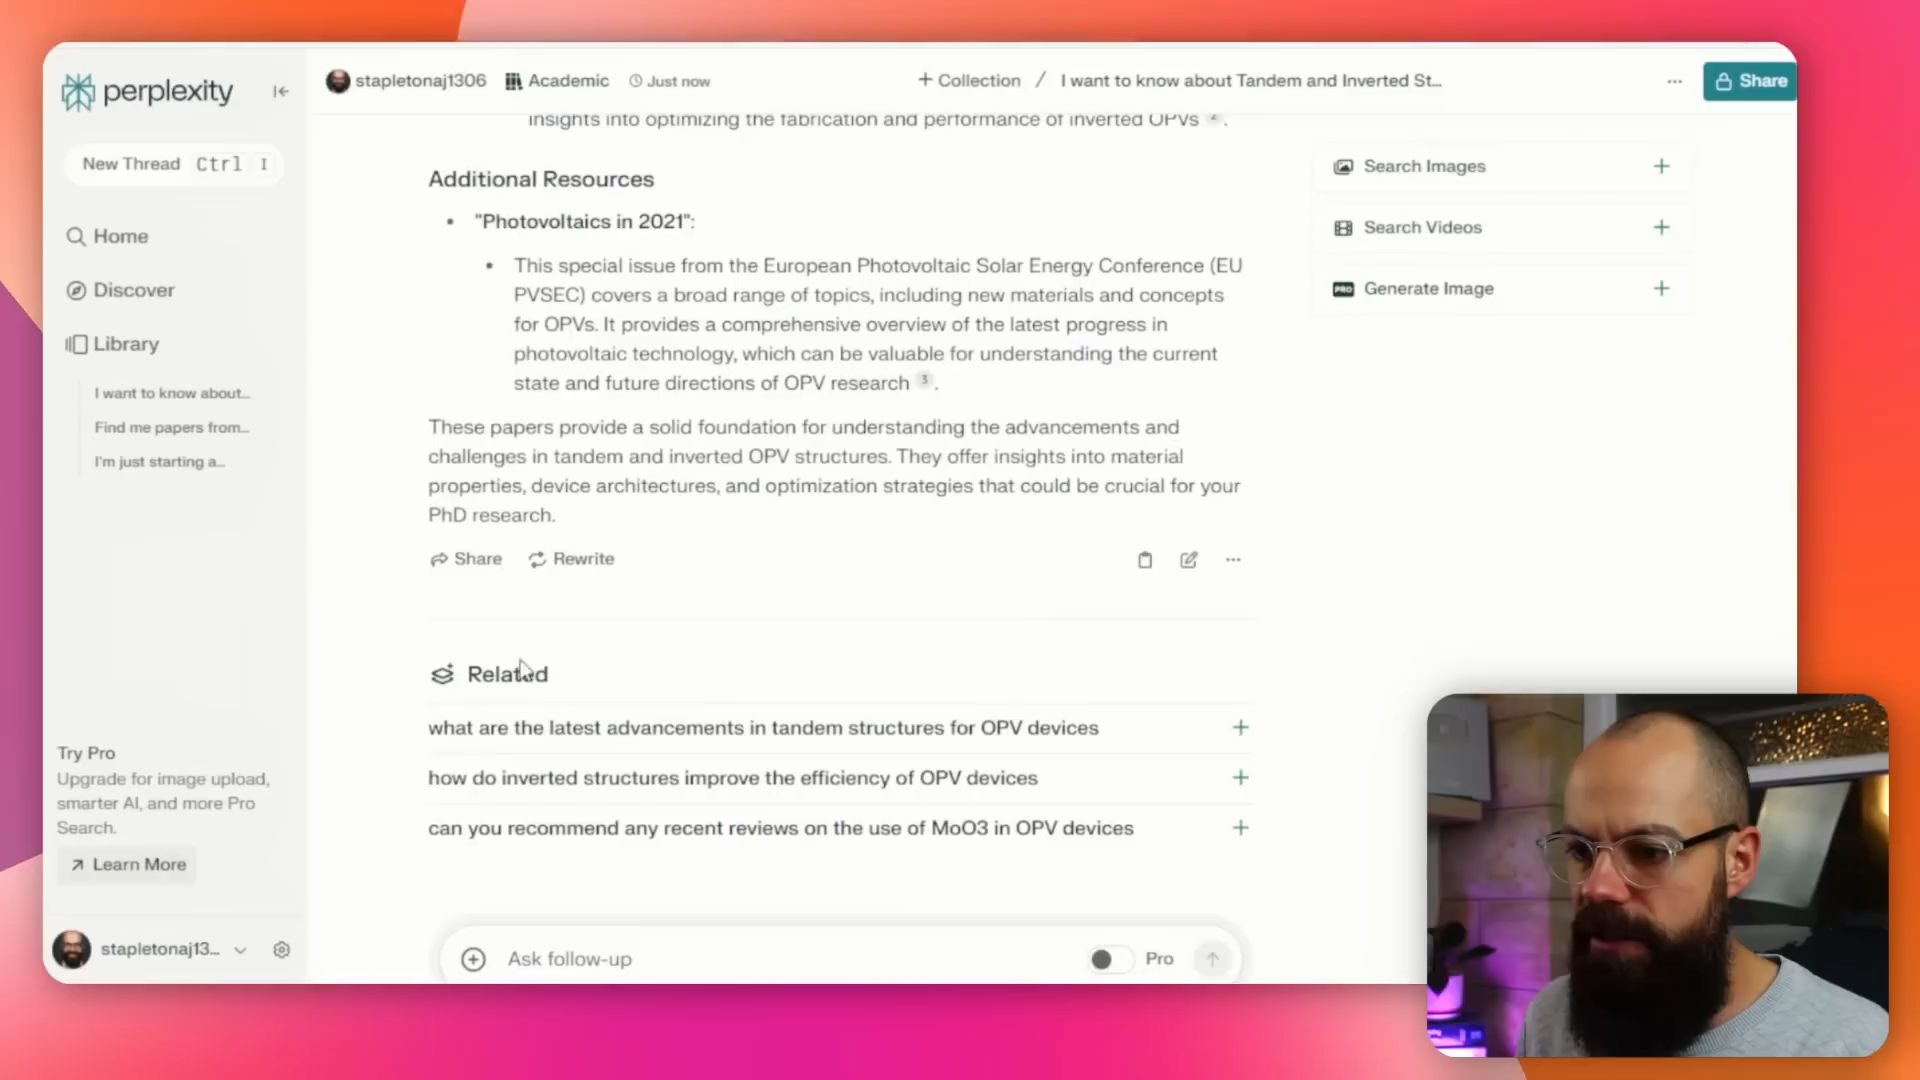 perplexity
New Thread Ctrl I
Home
Discover
Library
I want to know about...
Find me papers from...
I'm just starting a...
Try Pro
Upgrade for image upload,
smarter AI, and more Pro
Search.
Learn More
stapletonaj13...
stapletonaj1306 Academic Just now
+ Collection / I want to know about Tandem and Inverted St...
Share
insights into optimizing the fabrication and performance of inverted OPVs 2.
Additional Resources
• "Photovoltaics in 2021":
• This special issue from the European Photovoltaic Solar Energy Conference (EU
PVSEC) covers a broad range of topics, including new materials and concepts
for OPVs. It provides a comprehensive overview of the latest progress in
photovoltaic technology, which can be valuable for understanding the current
state and future directions of OPV research 3.
These papers provide a solid foundation for understanding the advancements and
challenges in tandem and inverted OPV structures. They offer insights into material
properties, device architectures, and optimization strategies that could be crucial for your
PhD research.
Share Rewrite
Related
what are the latest advancements in tandem structures for OPV devices
how do inverted structures improve the efficiency of OPV devices
can you recommend any recent reviews on the use of MoO3 in OPV devices
Ask follow-up Pro
Search Images
Search Videos
PRO Generate Image